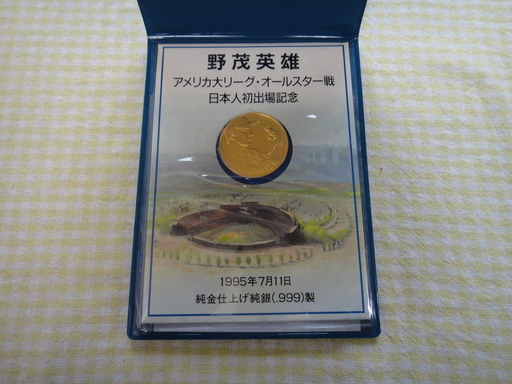 野茂英雄
アメリカ大リーグ・オールスター戦
日本人初出場記念
1995年7月11日
純金仕上げ純銀(.999)製